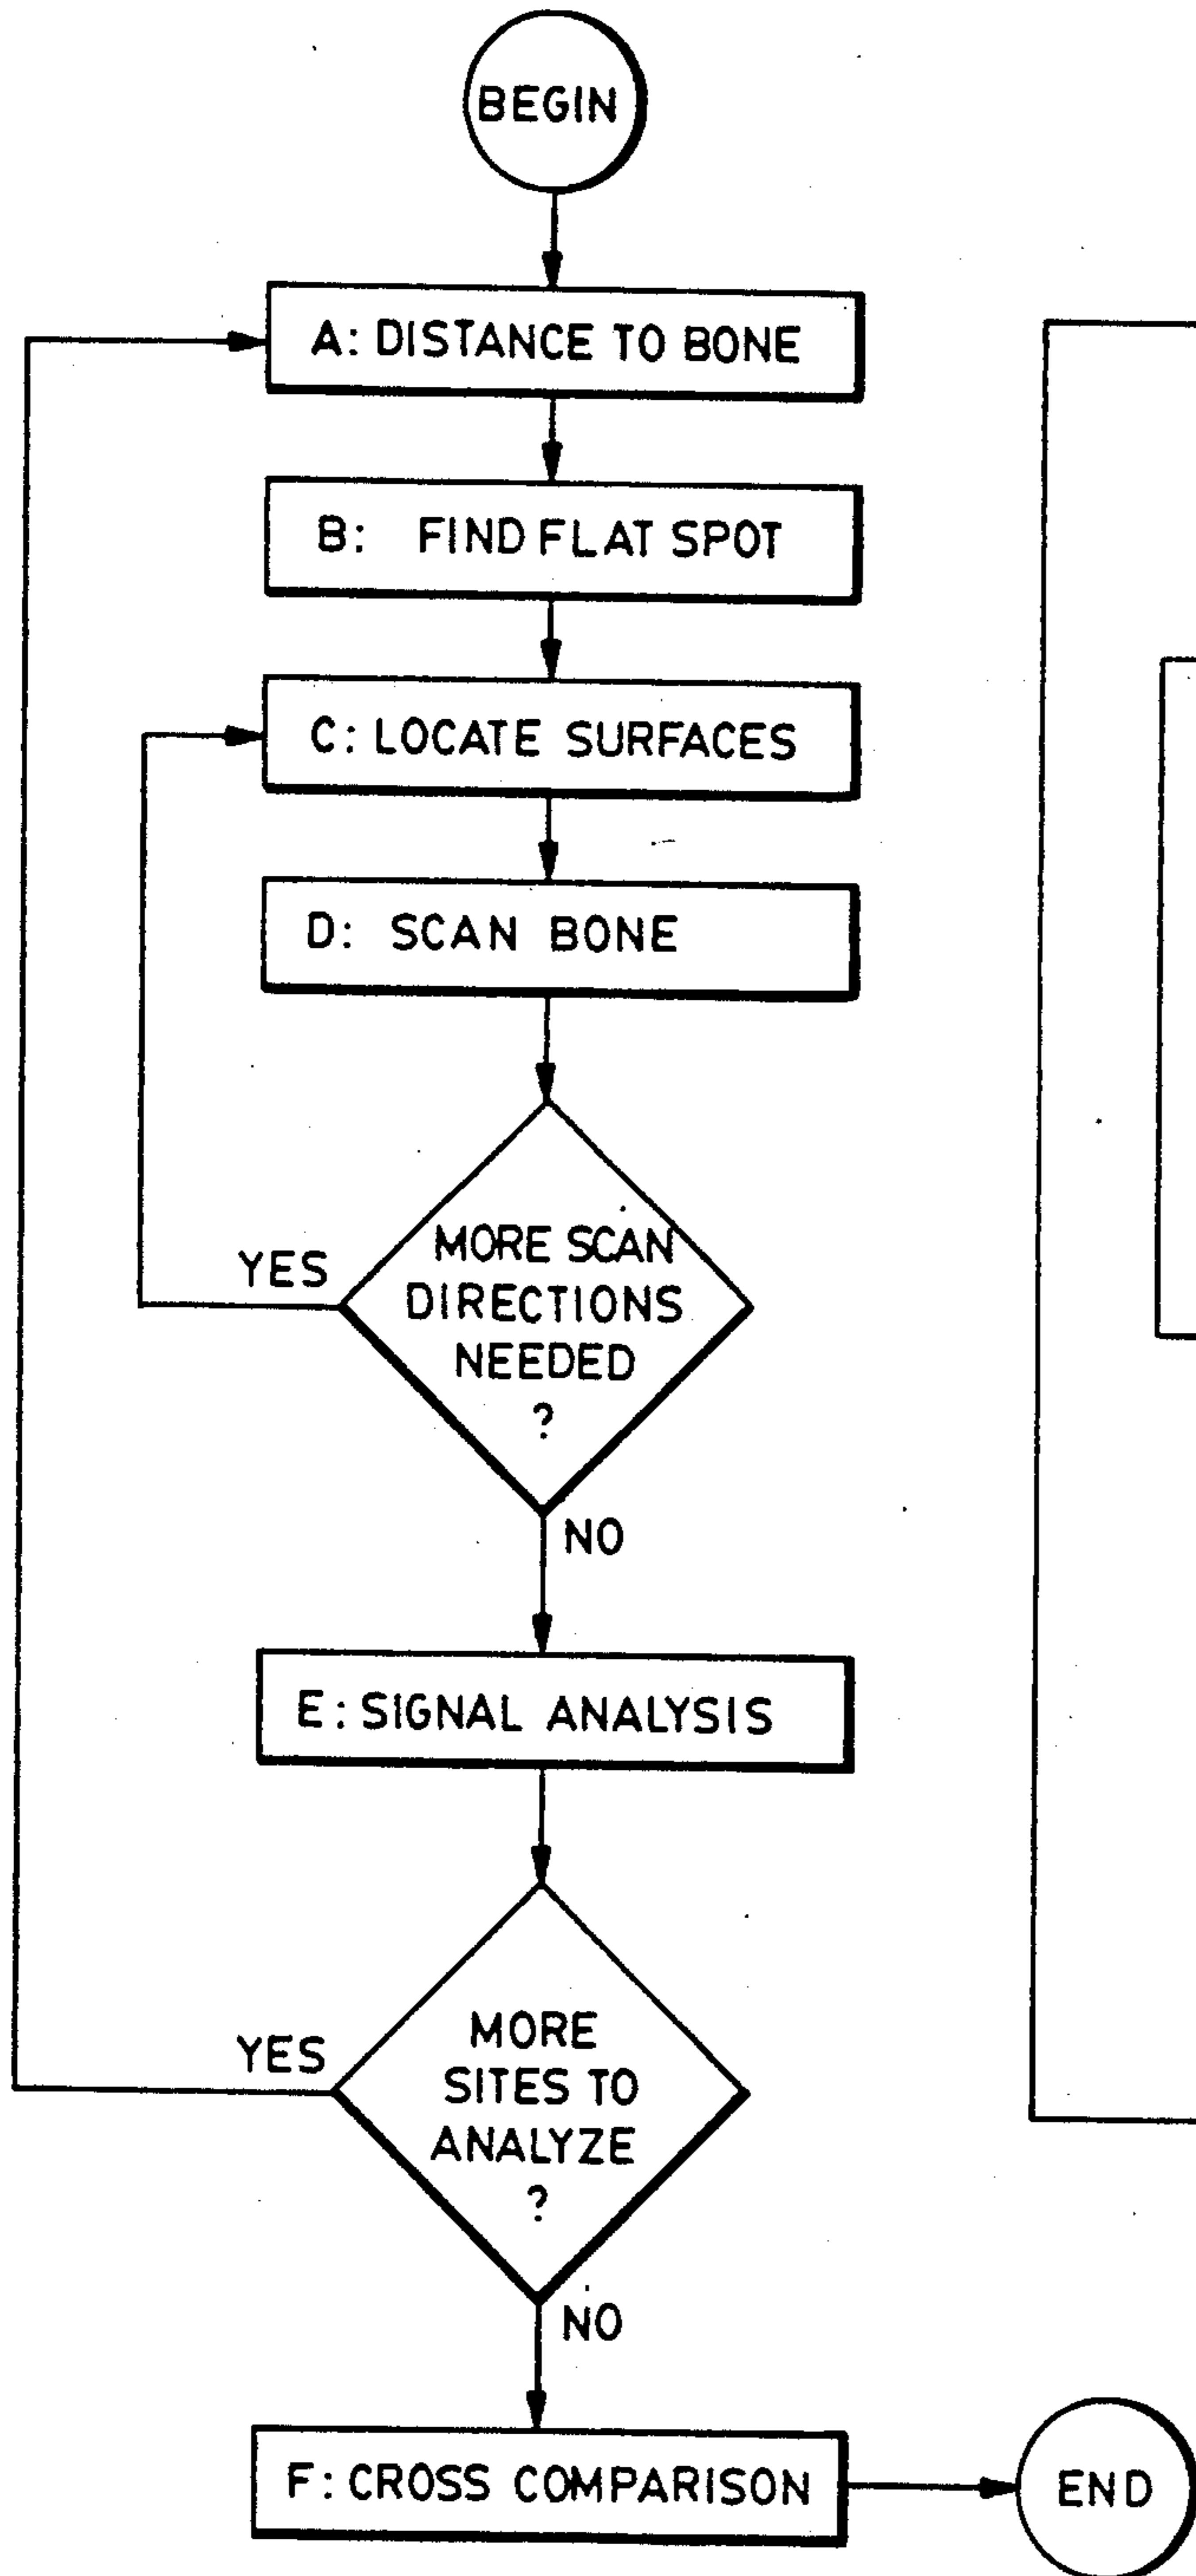 BEGIN
A: DISTANCE TO BONE
B: FIND FLAT SPOT
C: LOCATE SURFACES
D: SCAN BONE
MORE SCAN
DIRECTIONS
NEEDED
?
YES
NO
E: SIGNAL ANALYSIS
MORE
SITES TO
ANALYZE
?
YES
NO
F: CROSS COMPARISON
END